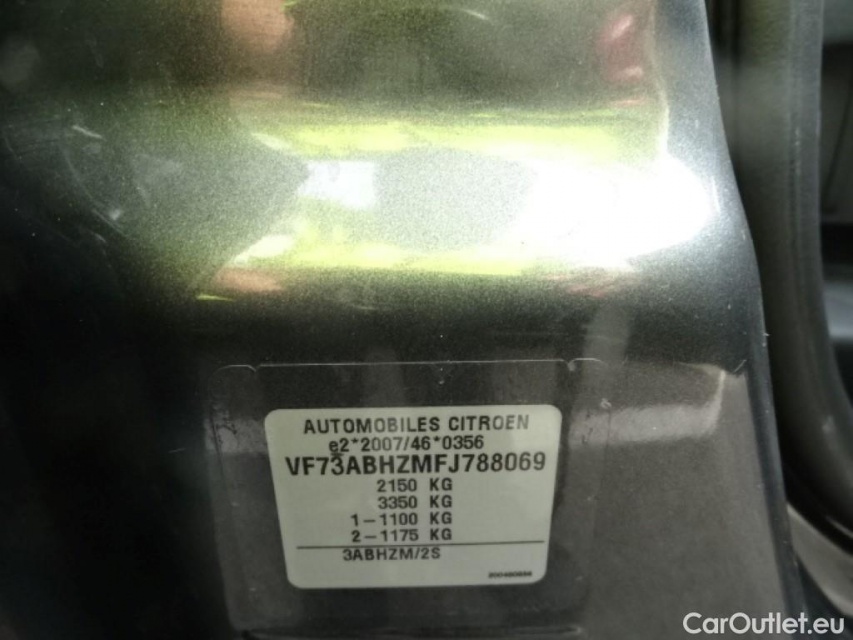 AUTOMOBILES CITROEN
e2*2007/46*0356
VF73ABHZMFJ788069
2150 KG
3350 KG
1-1100 KG
2-1175 KG
3ABHZM/2S
CarOutlet.eu